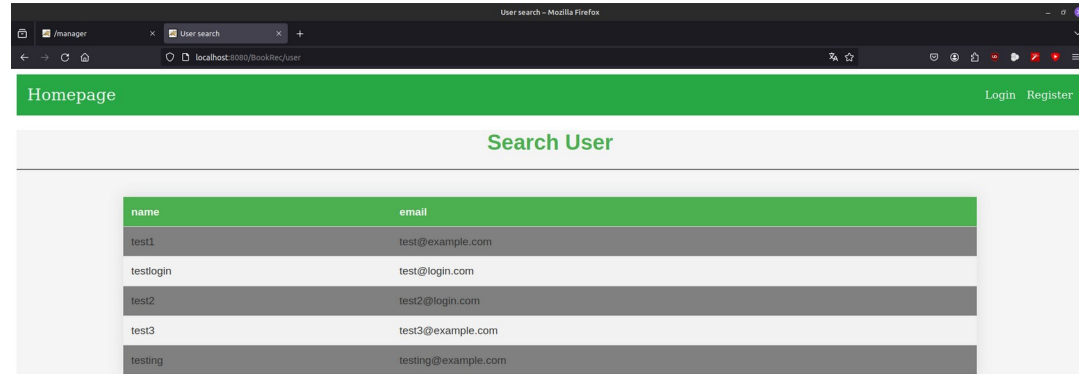 User search – Mozilla Firefox
/manager
User search
localhost:8080/BookRec/user
Homepage
Login Register
Search User
name email
test1 test@example.com
testlogin test@login.com
test2 test2@login.com
test3 test3@example.com
testing testing@example.com